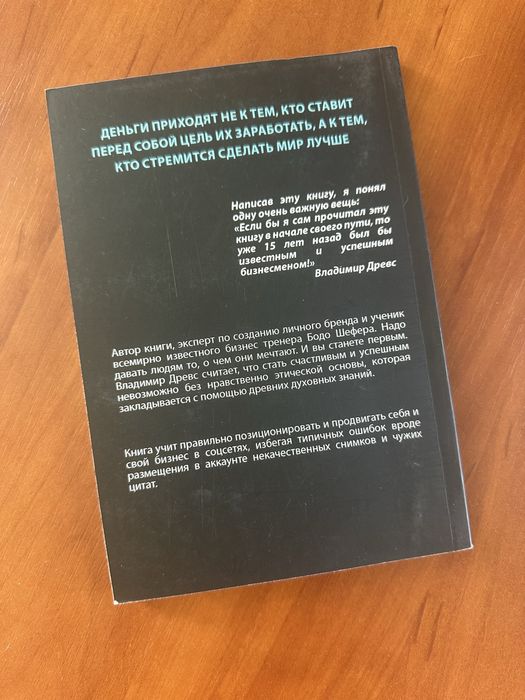 ДЕНЬГИ ПРИХОДЯТ НЕ К ТЕМ, КТО СТАВИТ
ПЕРЕД СОБОЙ ЦЕЛЬ ИХ ЗАРАБОТАТЬ, А К ТЕМ,
КТО СТРЕМИТСЯ СДЕЛАТЬ МИР ЛУЧШЕ
Написав эту книгу, я понял
одну очень важную вещь:
«Если бы я сам прочитал эту
книгу в начале своего пути, то
уже 15 лет назад был бы
известным и успешным
бизнесменом!»
Владимир Древс
Автор книги, эксперт по созданию личного бренда и ученик
всемирно известного бизнес тренера Бодо Шефера. Надо
давать людям то, о чем они мечтают. И вы станете первым.
Владимир Древс считает, что стать счастливым и успешным
невозможно без нравственно этической основы, которая
закладывается с помощью древних духовных знаний.
Книга учит правильно позиционировать и продвигать себя и
свой бизнес в соцсетях, избегая типичных ошибок вроде
размещения в аккаунте некачественных снимков и чужих
цитат.